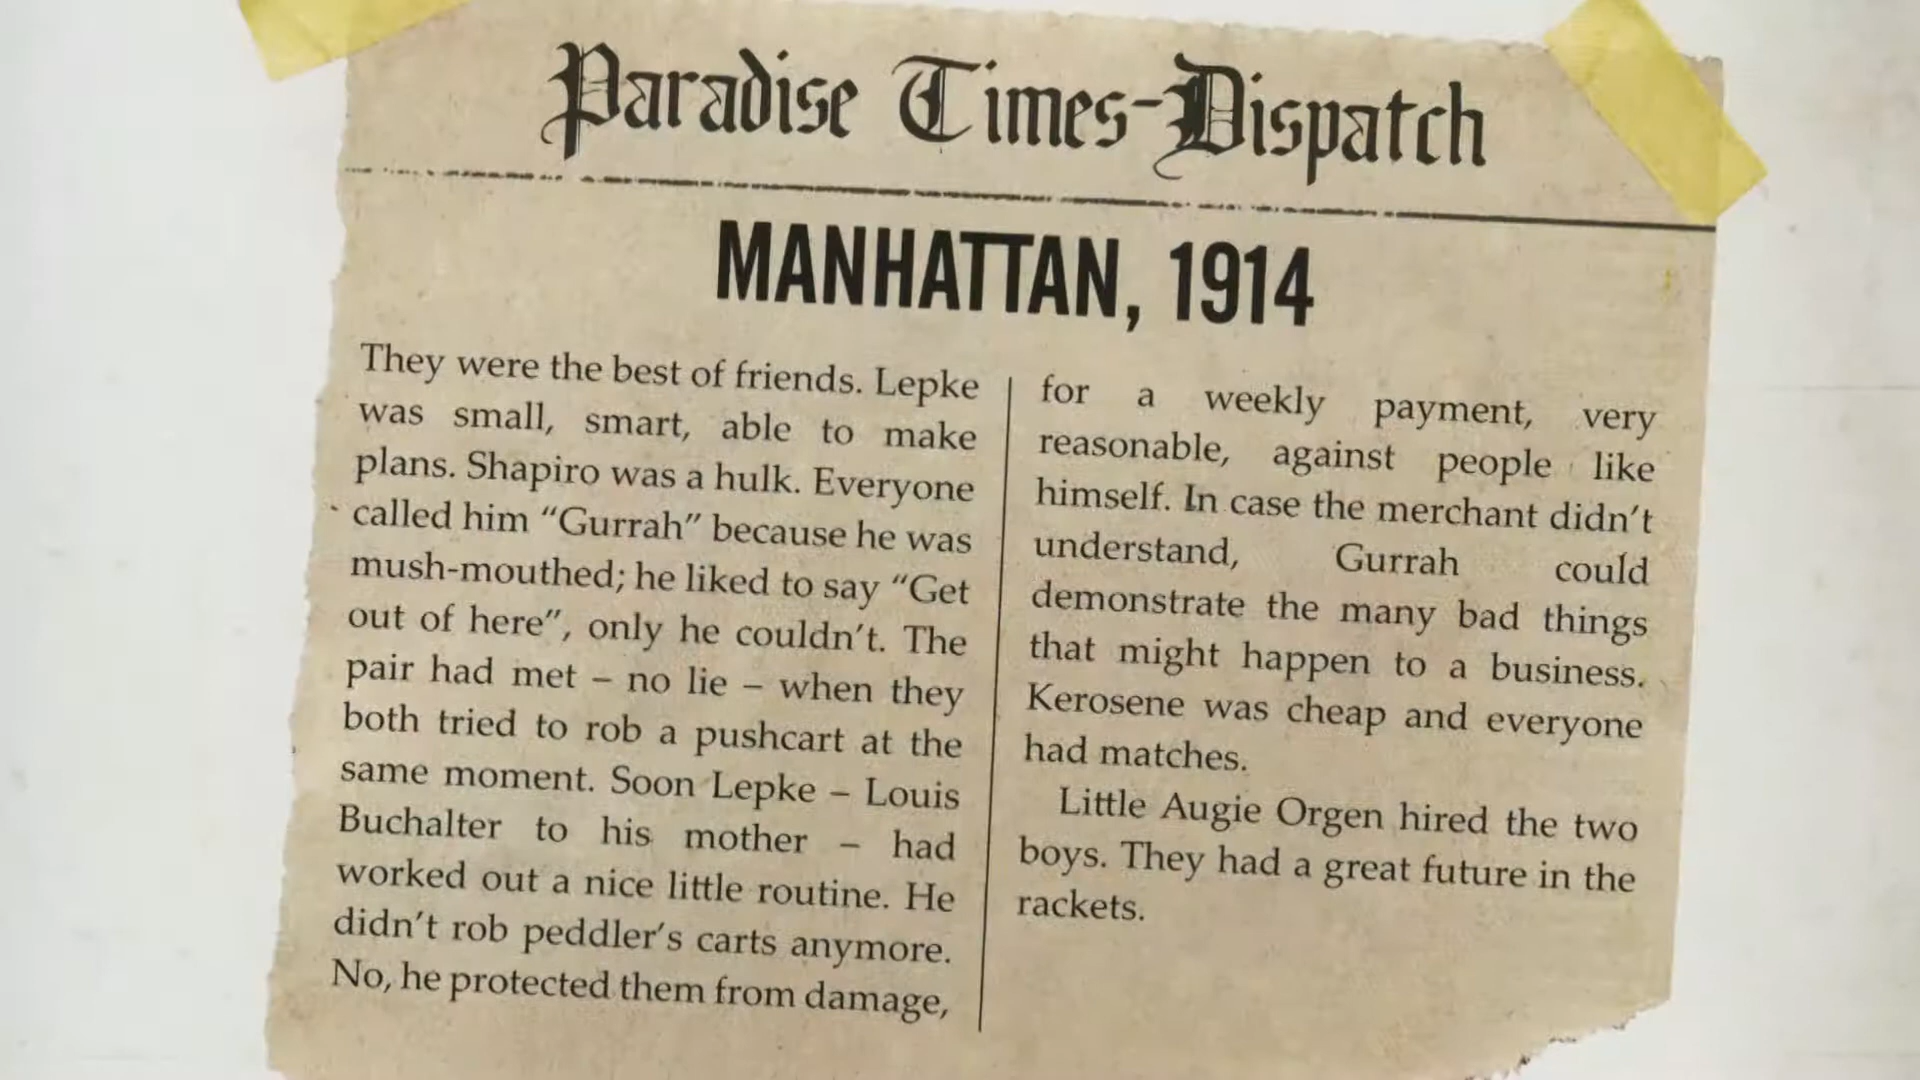 Paradise Times-Dispatch
MANHATTAN, 1914
They were the best of friends. Lepke
was small, smart, able to make
plans. Shapiro was a hulk. Everyone
called him “Gurrah” because he was
mush-mouthed; he liked to say “Get
out of here”, only he couldn’t. The
pair had met – no lie – when they
both tried to rob a pushcart at the
same moment. Soon Lepke – Louis
Buchalter to his mother – had
worked out a nice little routine. He
didn’t rob peddler’s carts anymore.
No, he protected them from damage,
for a weekly payment, very
reasonable, against people like
himself. In case the merchant didn’t
understand, Gurrah could
demonstrate the many bad things
that might happen to a business.
Kerosene was cheap and everyone
had matches.
Little Augie Orgen hired the two
boys. They had a great future in the
rackets.